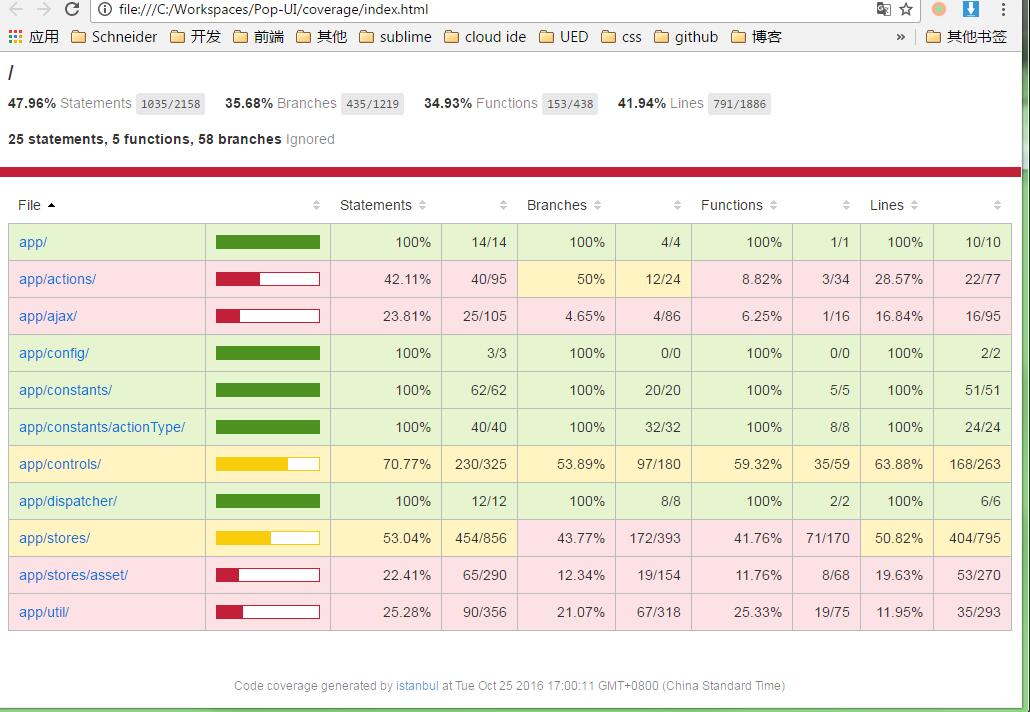 file:///C:/Workspaces/Pop-UI/coverage/index.html
应用 Schneider 开发 前端 其他 sublime cloud ide UED css github 博客 » 其他书签
/
47.96% Statements 1035/2158 35.68% Branches 435/1219 34.93% Functions 153/438 41.94% Lines 791/1886
25 statements, 5 functions, 58 branches Ignored
File Statements Branches Functions Lines
app/ 100% 14/14 100% 4/4 100% 1/1 100% 10/10
app/actions/ 42.11% 40/95 50% 12/24 8.82% 3/34 28.57% 22/77
app/ajax/ 23.81% 25/105 4.65% 4/86 6.25% 1/16 16.84% 16/95
app/config/ 100% 3/3 100% 0/0 100% 0/0 100% 2/2
app/constants/ 100% 62/62 100% 20/20 100% 5/5 100% 51/51
app/constants/actionType/ 100% 40/40 100% 32/32 100% 8/8 100% 24/24
app/controls/ 70.77% 230/325 53.89% 97/180 59.32% 35/59 63.88% 168/263
app/dispatcher/ 100% 12/12 100% 8/8 100% 2/2 100% 6/6
app/stores/ 53.04% 454/856 43.77% 172/393 41.76% 71/170 50.82% 404/795
app/stores/asset/ 22.41% 65/290 12.34% 19/154 11.76% 8/68 19.63% 53/270
app/util/ 25.28% 90/356 21.07% 67/318 25.33% 19/75 11.95% 35/293
Code coverage generated by istanbul at Tue Oct 25 2016 17:00:11 GMT+0800 (China Standard Time)